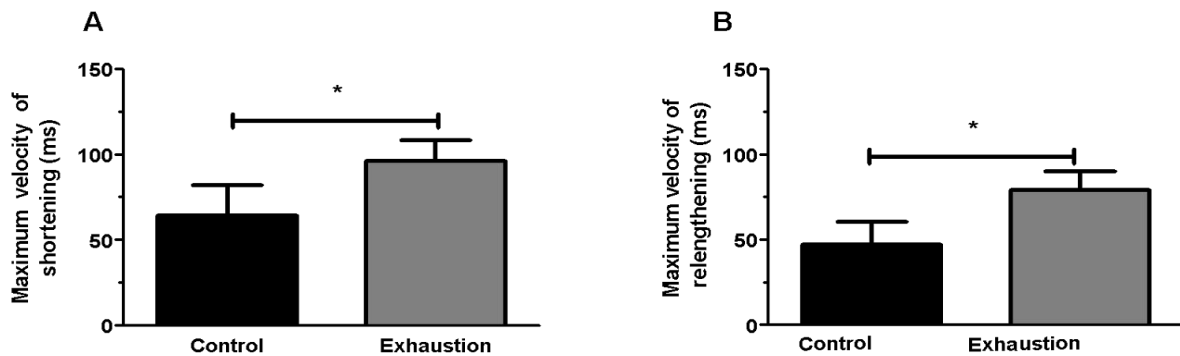 A
Maximum velocity of
shortening (ms)
150
100
50
0
*
Control
Exhaustion
B
Maximum velocity of
relengthening (ms)
150
100
50
0
*
Control
Exhaustion